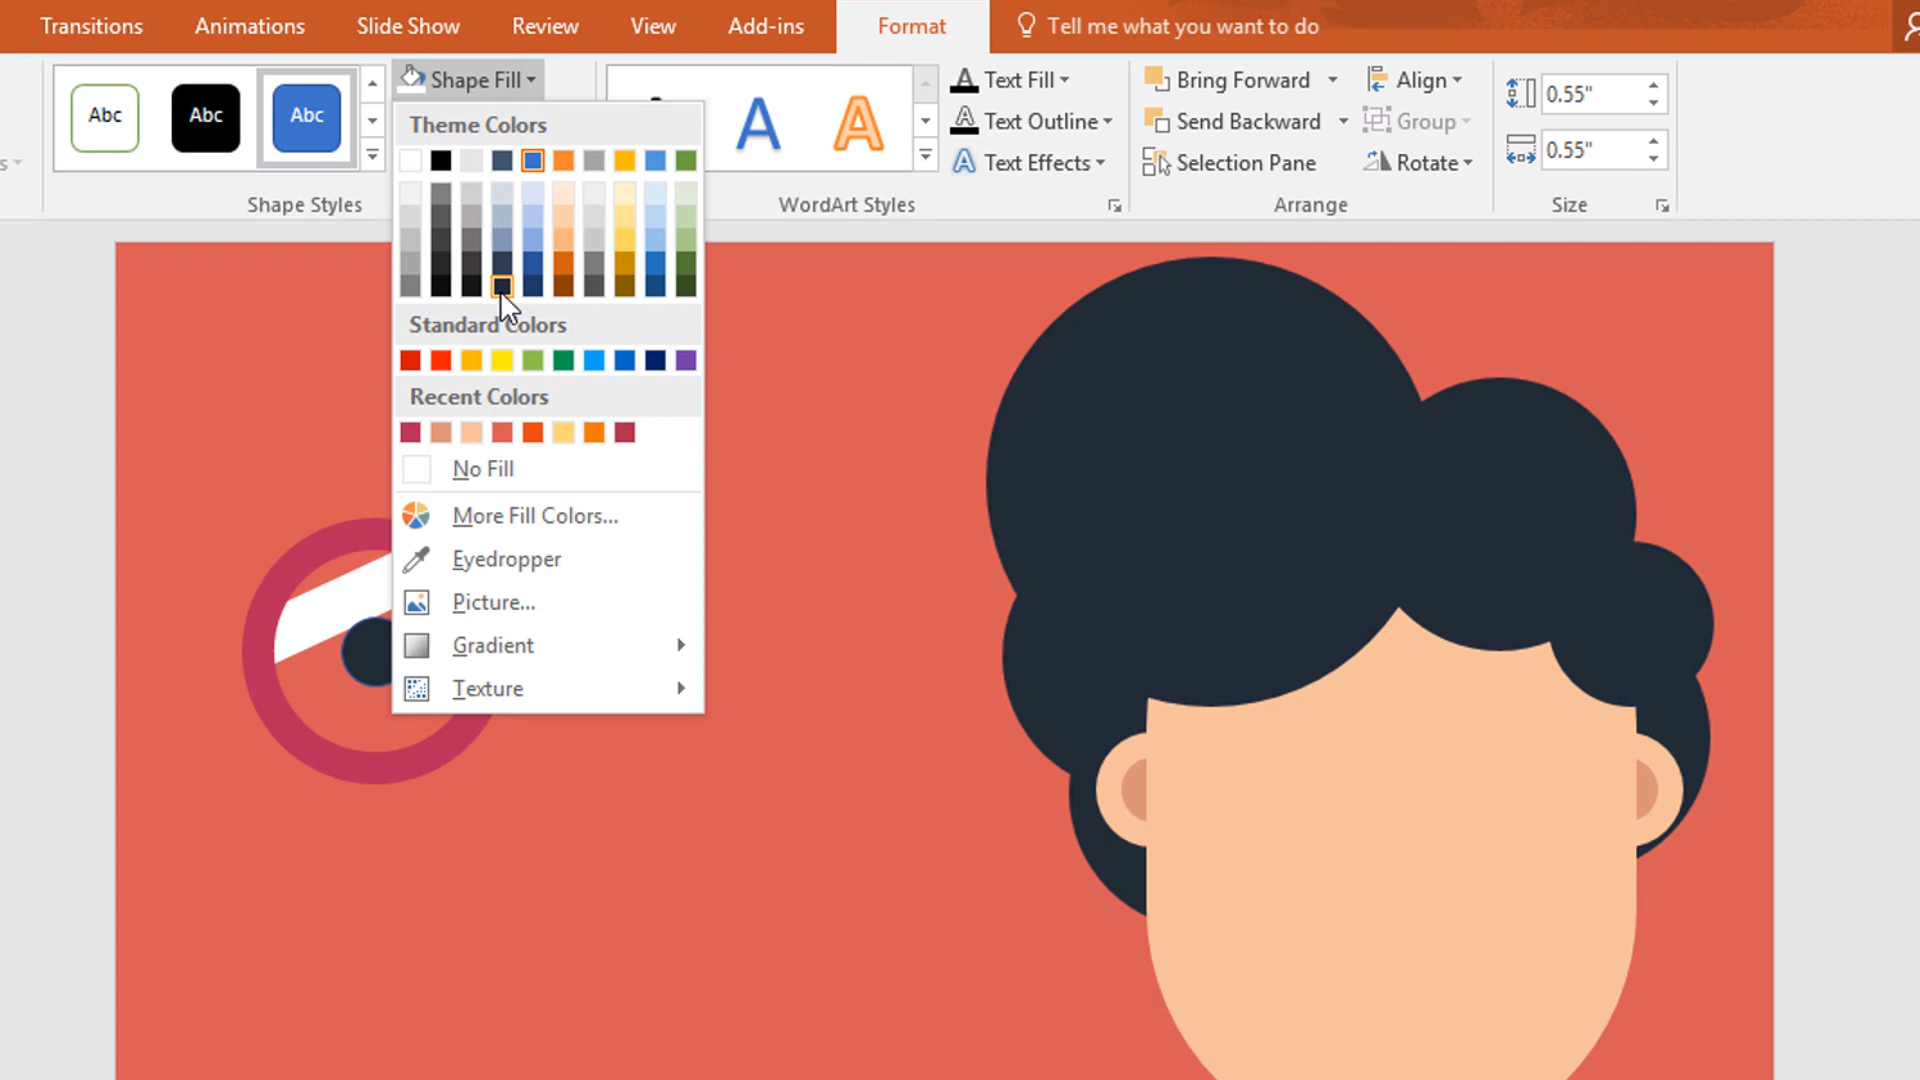 Transitions Animations Slide Show Review View Add-ins Format Tell me what you want to do
Abc Abc Abc
Shape Fill
A A
Text Fill
Text Outline
Text Effects
Bring Forward
Send Backward
Selection Pane
Align
Group
Rotate
0.55"
0.55"
s
Shape Styles WordArt Styles Arrange Size
Theme Colors
Standard Colors
Recent Colors
No Fill
More Fill Colors...
Eyedropper
Picture...
Gradient
Texture